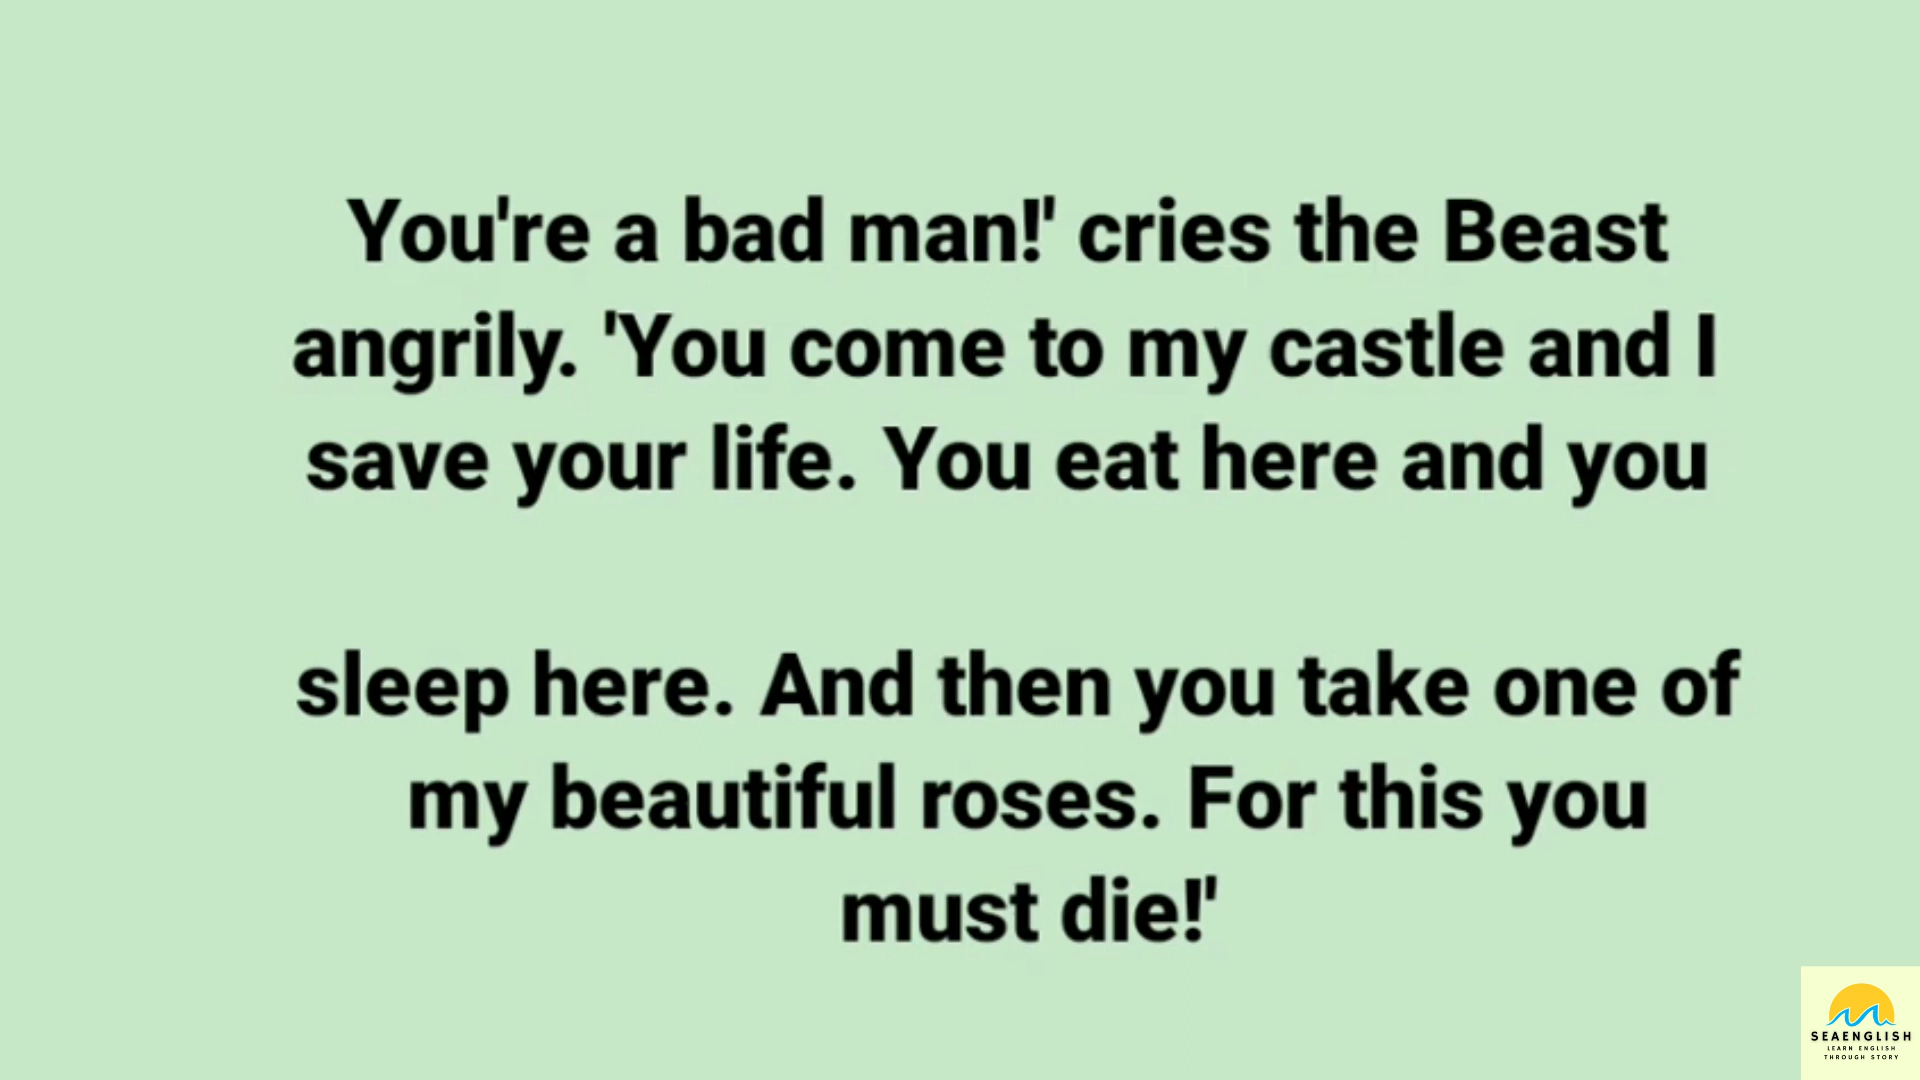 You're a bad man!' cries the Beast
angrily. 'You come to my castle and I
save your life. You eat here and you
sleep here. And then you take one of
my beautiful roses. For this you
must die!'
SEAENGLISH
LEARN ENGLISH
THROUGH STORY